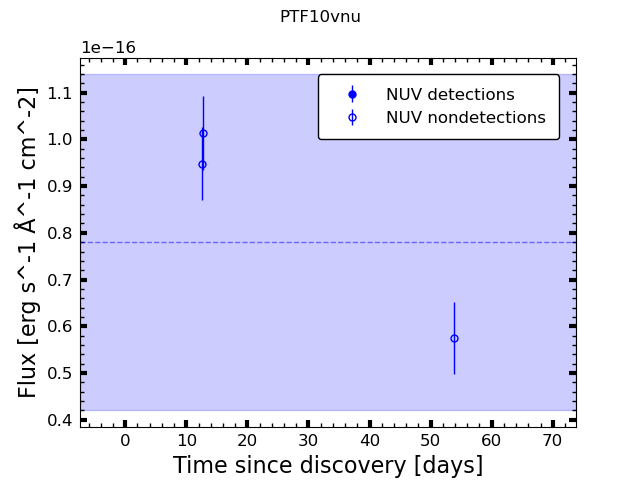 PTF10vnu
1e−16
1.1
1.0
0.9
0.8
0.7
0.6
0.5
0.4
Flux [erg s^-1 Å^-1 cm^-2]
NUV detections
NUV nondetections
0 10 20 30 40 50 60 70
Time since discovery [days]